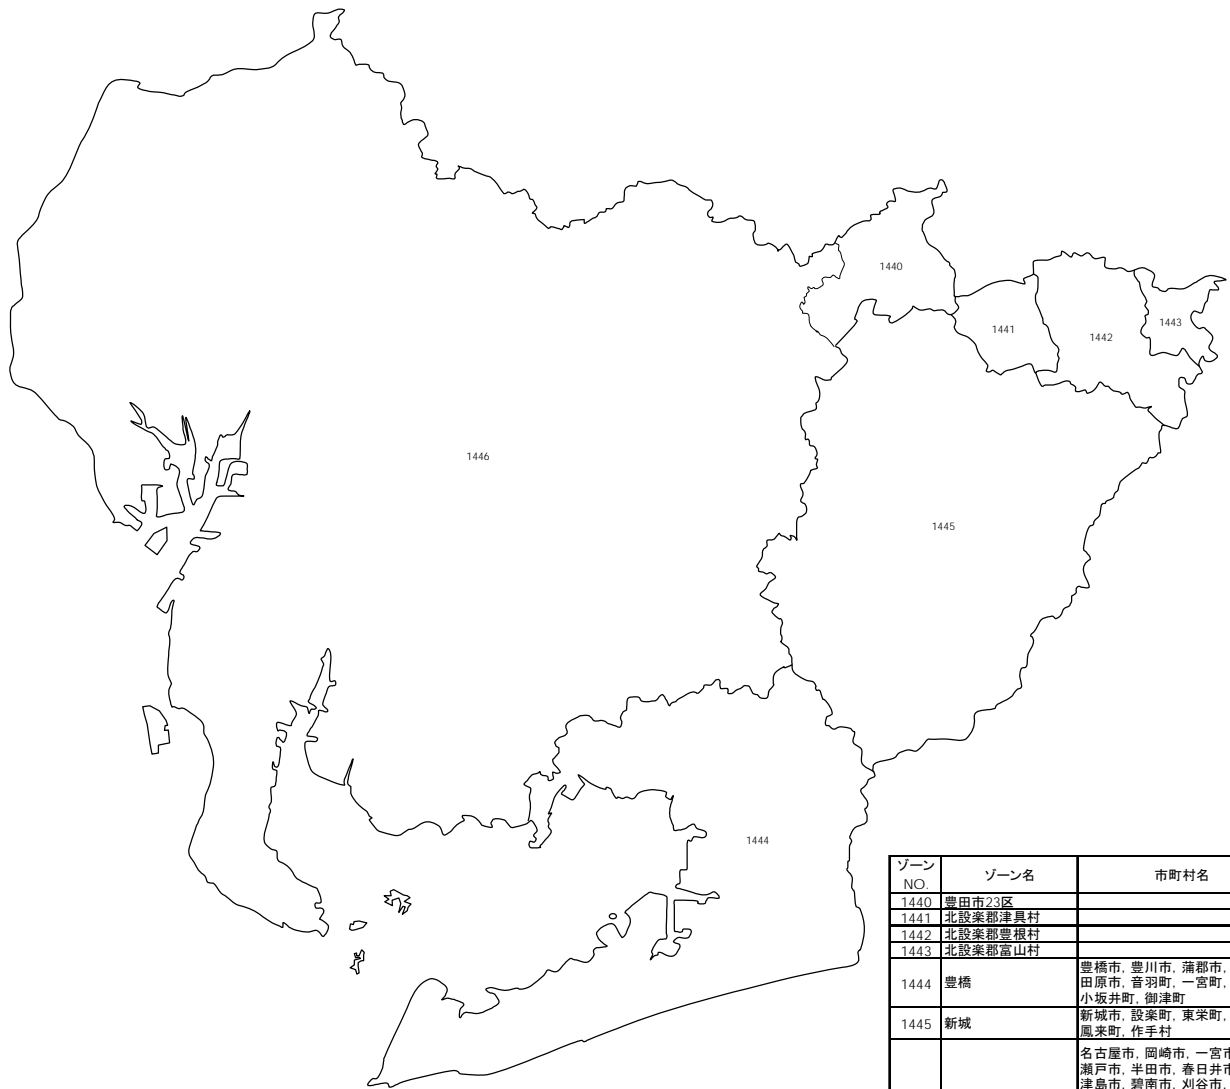 1440
1441
1442
1443
1446
1445
1444
ゾーン NO. ゾーン名 市町村名
1440 豊田市23区
1441 北設楽郡津具村
1442 北設楽郡豊根村
1443 北設楽郡富山村
1444 豊橋 豊橋市, 豊川市, 蒲郡市,
田原市, 音羽町, 一宮町,
小坂井町, 御津町
1445 新城 新城市, 設楽町, 東栄町,
鳳来町, 作手村
名古屋市, 岡崎市, 一宮市
瀬戸市, 半田市, 春日井市
津島市, 碧南市, 刈谷市,